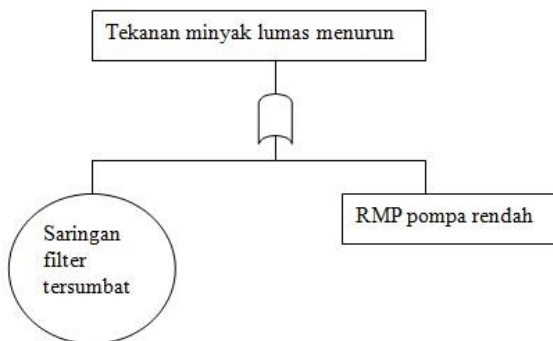 Tekanan minyak lumas menurun
Saringan
filter
tersumbat
RMP pompa rendah